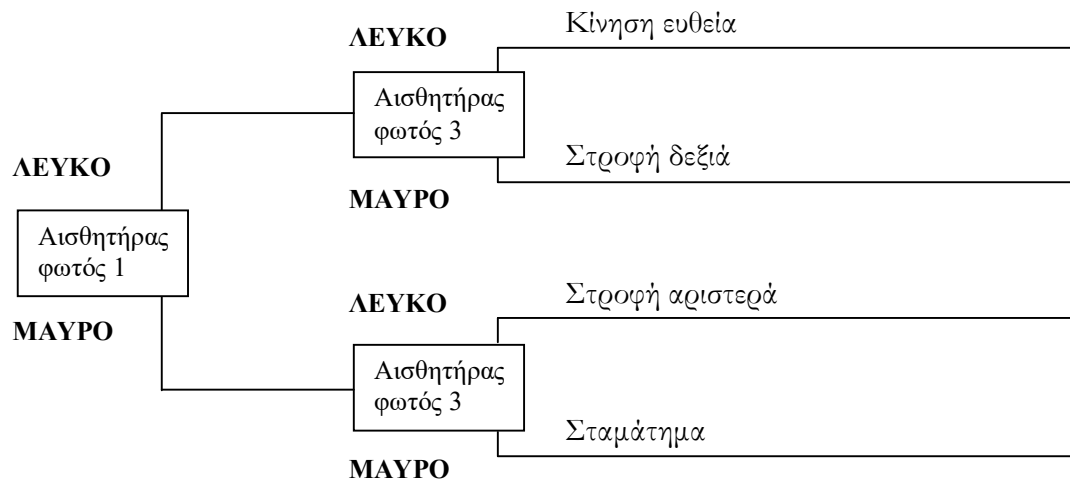 ΛΕΥΚΟ
Κίνηση ευθεία
Αισθητήρας
φωτός 3
ΛΕΥΚΟ
Στροφή δεξιά
ΜΑΥΡΟ
Αισθητήρας
φωτός 1
ΛΕΥΚΟ
Στροφή αριστερά
ΜΑΥΡΟ
Αισθητήρας
φωτός 3
Σταμάτημα
ΜΑΥΡΟ